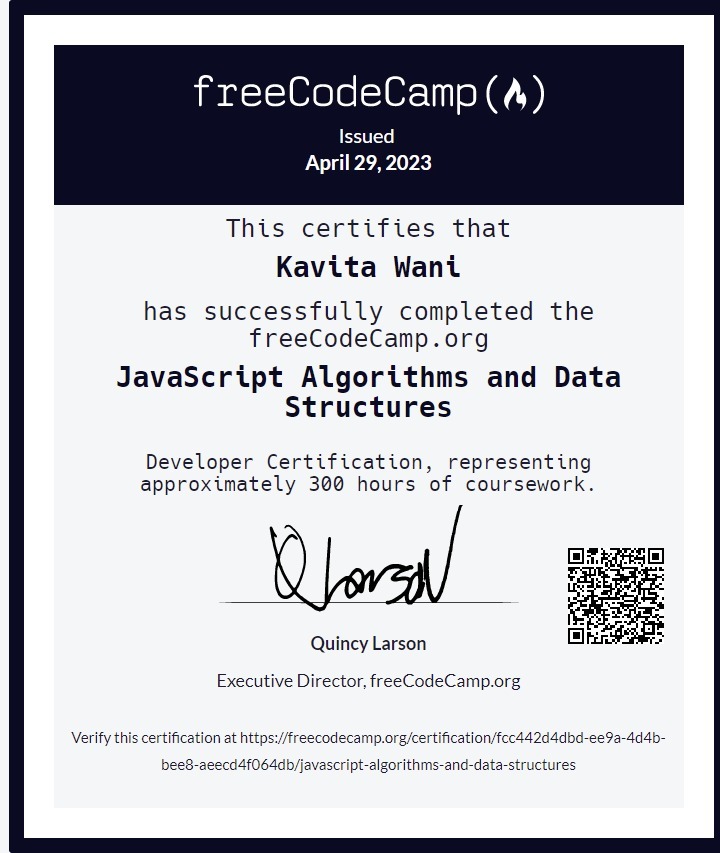 freeCodeCamp
Issued
April 29, 2023
This certifies that
Kavita Wani
has successfully completed the
freeCodeCamp.org
JavaScript Algorithms and Data
Structures
Developer Certification, representing
approximately 300 hours of coursework.
Q Larson
Quincy Larson
Executive Director, freeCodeCamp.org
Verify this certification at https://freecodecamp.org/certification/fcc442d4dbd-ee9a-4d4b-
bee8-aeecd4f064db/javascript-algorithms-and-data-structures